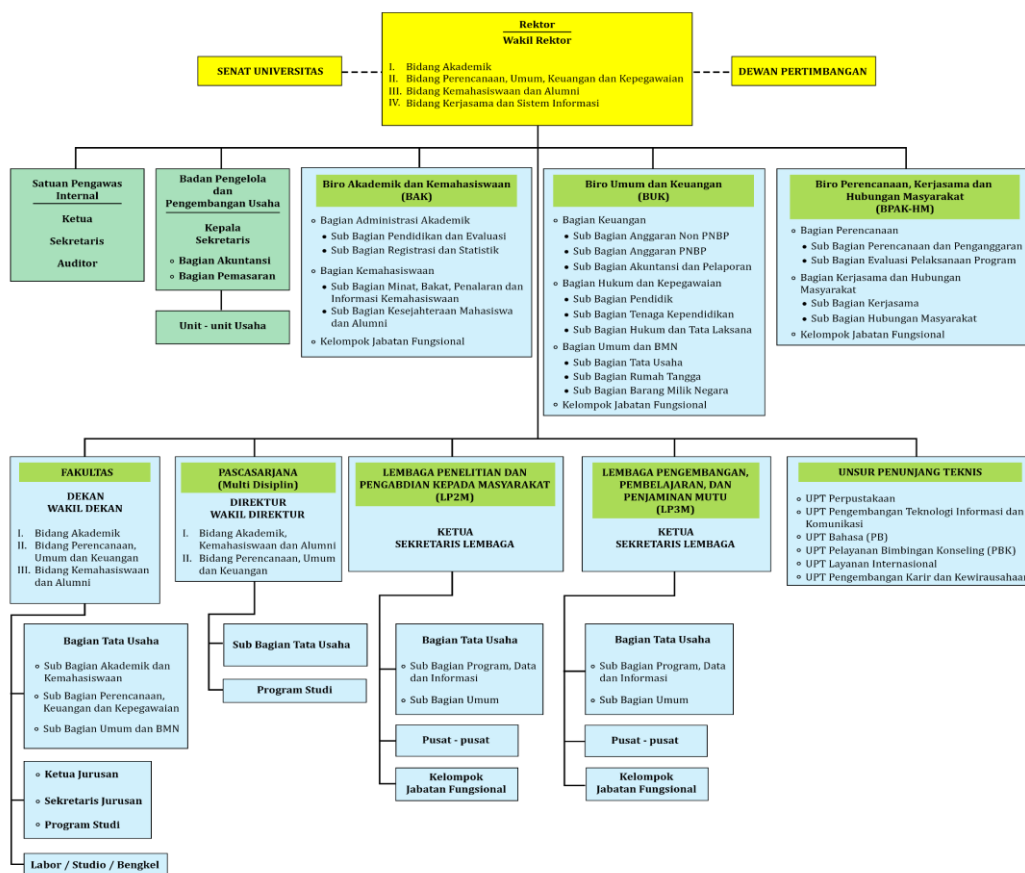 Rektor
Wakil Rektor
I. Bidang Akademik
II. Bidang Perencanaan, Umum, Keuangan dan Kepegawaian
III. Bidang Kemahasiswaan dan Alumni
IV. Bidang Kerjasama dan Sistem Informasi
SENAT UNIVERSITAS
DEWAN PERTIMBANGAN
Satuan Pengawas
Internal
Ketua
Sekretaris
Auditor
Badan Pengelola
dan
Pengembangan Usaha
Kepala
Sekretaris
Bagian Akuntasi
Bagian Pemasaran
Unit - unit Usaha
Biro Akademik dan Kemahasiswaan
(BAK)
Bagian Administrasi Akademik
Sub Bagian Pendidikan dan Evaluasi
Sub Bagian Registrasi dan Statistik
Bagian Kemahasiswaan
Sub Bagian Minat, Bakat, Penalaran dan
Informasi Kemahasiswaan
Sub Bagian Kesejahteraan Mahasiswa
dan Alumni
Kelompok Jabatan Fungsional
Biro Umum dan Keuangan
(BUK)
Bagian Keuangan
Sub Bagian Anggaran Non PNBP
Sub Bagian Anggaran PNBP
Sub Bagian Akuntansi dan Pelaporan
Bagian Hukum dan Kepegawaian
Sub Bagian Pendidik
Sub Bagian Tenaga Kependidikan
Sub Bagian Hukum dan Tata Laksana
Bagian Umum dan BMN
Sub Bagian Tata Usaha
Sub Bagian Rumah Tangga
Sub Bagian Barang Milik Negara
Kelompok Jabatan Fungsional
Biro Perencanaan, Kerjasama dan
Hubungan Masyarakat
(BPAK-HM)
Bagian Perencanaan
Sub Bagian Perencanaan dan Penganggaran
Sub Bagian Evaluasi Pelaksanaan Program
Bagian Kerjasama dan Hubungan
Masyarakat
Sub Bagian Kerjasama
Sub Bagian Hubungan Masyarakat
Kelompok Jabatan Fungsional
FAKULTAS
DEKAN
WAKIL DEKAN
I. Bidang Akademik
II. Bidang Perencanaan,
Umum dan Keuangan
III. Bidang Kemahasiswaan
dan Alumni
Bagian Tata Usaha
Sub Bagian Akademik dan
Kemahasiswaan
Sub Bagian Perencanaan,
Keuangan dan Kepegawaian
Sub Bagian Umum dan BMN
Ketua Jurusan
Sekretaris Jurusan
Program Studi
Labor / Studio / Bengkel
PASCASARJANA
(Multi Disiplin)
DIREKTUR
WAKIL DIREKTUR
I. Bidang Akademik,
Kemahasiswaan dan Alumni
II. Bidang Perencanaan, Umum
dan Keuangan
Sub Bagian Tata Usaha
Program Studi
LEMBAGA PENELITIAN DAN
PENGABDIAN KEPADA MASYARAKAT
(LP2M)
KETUA
SEKRETARIS LEMBAGA
Bagian Tata Usaha
Sub Bagian Program, Data
dan Informasi
Sub Bagian Umum
Pusat - pusat
Kelompok
Jabatan Fungsional
LEMBAGA PENGEMBANGAN,
PEMBELAJARAN, DAN
PENJAMINAN MUTU
(LP3M)
KETUA
SEKRETARIS LEMBAGA
Bagian Tata Usaha
Sub Bagian Program, Data
dan Informasi
Sub Bagian Umum
Pusat - pusat
Kelompok
Jabatan Fungsional
UNSUR PENUNJANG TEKNIS
UPT Perpustakaan
UPT Pengembangan Teknologi Informasi dan
Komunikasi
UPT Bahasa (PB)
UPT Pelayanan Bimbingan Konseling (PBK)
UPT Layanan Internasional
UPT Pengembangan Karir dan Kewirausahaan